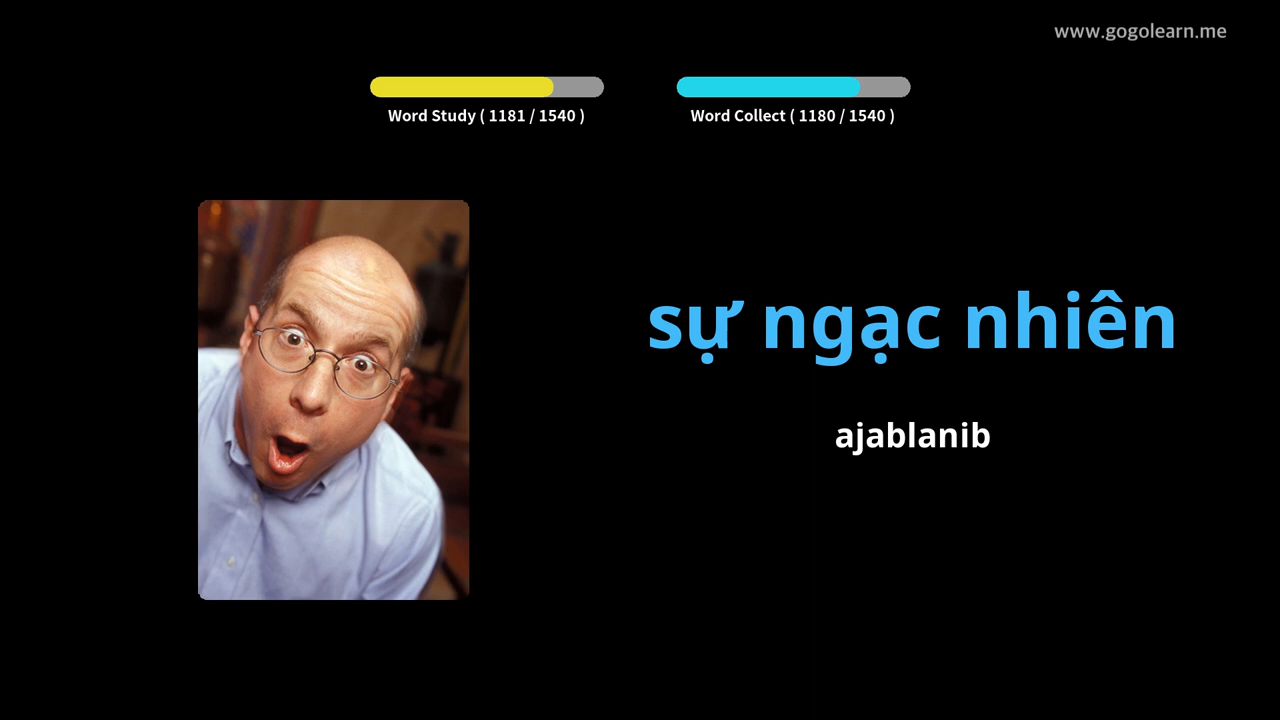 www.gogolearn.me
Word Study ( 1181 / 1540 )
Word Collect ( 1180 / 1540 )
sự ngạc nhiên
ajablanib